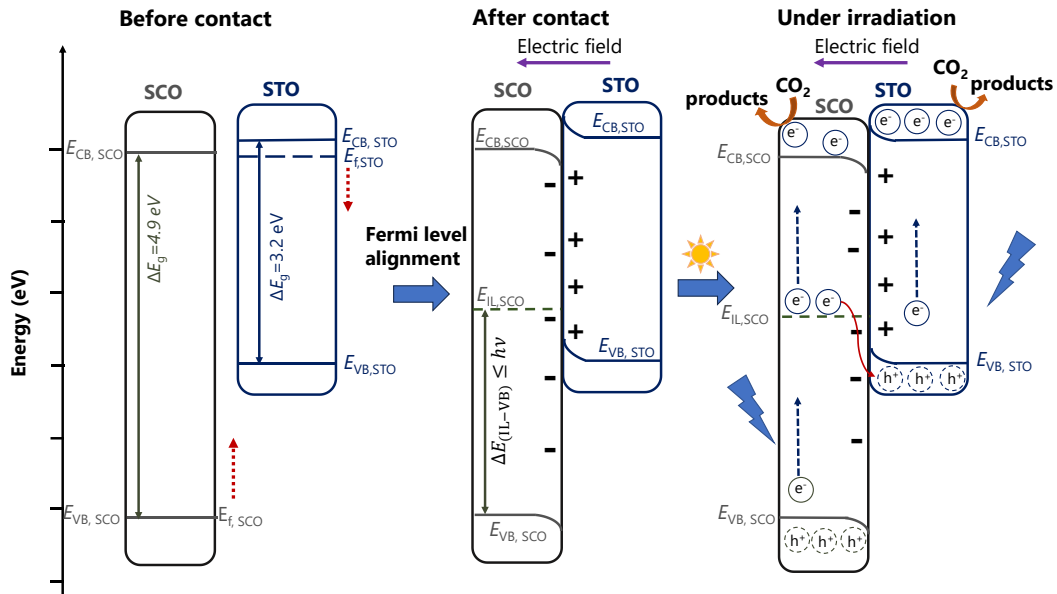 Before contact
After contact
Under irradiation
Energy (eV)
SCO
STO
E_CB, SCO
E_CB, STO
E_f,STO
ΔE_g=4.9 eV
ΔE_g=3.2 eV
E_VB,STO
E_VB, SCO
E_f, SCO
Fermi level
alignment
Electric field
SCO
STO
E_CB,SCO
E_CB,STO
-
+
-
+
+
E_IL,SCO
-
+
E_VB, STO
ΔE_(IL−VB) ≤ hν
-
-
E_VB, SCO
Electric field
products
CO2
SCO
STO
CO2
products
e-
e-
e-
e-
e-
E_CB,SCO
E_CB,STO
+
-
+
-
+
e-
e-
e-
E_IL,SCO
-
+
E_VB,STO
-
h+
h+
h+
-
e-
E_VB, SCO
h+
h+
h+